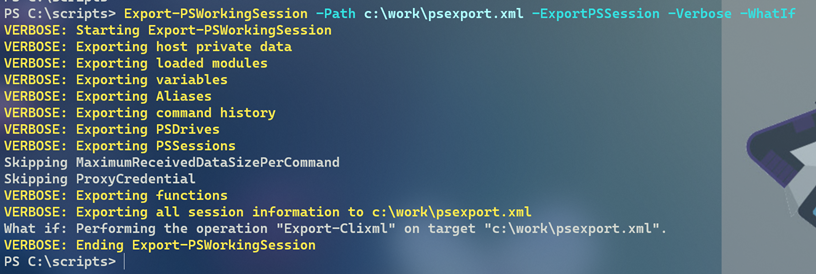 PS C:\scripts> Export-PSWorkingSession -Path c:\work\psexport.xml -ExportPSSession -Verbose -WhatIf
VERBOSE: Starting Export-PSWorkingSession
VERBOSE: Exporting host private data
VERBOSE: Exporting loaded modules
VERBOSE: Exporting variables
VERBOSE: Exporting Aliases
VERBOSE: Exporting command history
VERBOSE: Exporting PSDrives
VERBOSE: Exporting PSSessions
Skipping MaximumReceivedDataSizePerCommand
Skipping ProxyCredential
VERBOSE: Exporting functions
VERBOSE: Exporting all session information to c:\work\psexport.xml
What if: Performing the operation "Export-Clixml" on target "c:\work\psexport.xml".
VERBOSE: Ending Export-PSWorkingSession
PS C:\scripts>